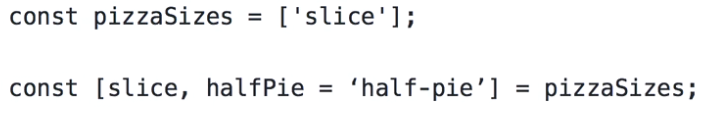 const pizzaSizes = ['slice'];
const [slice, halfPie = ‘half-pie’] = pizzaSizes;